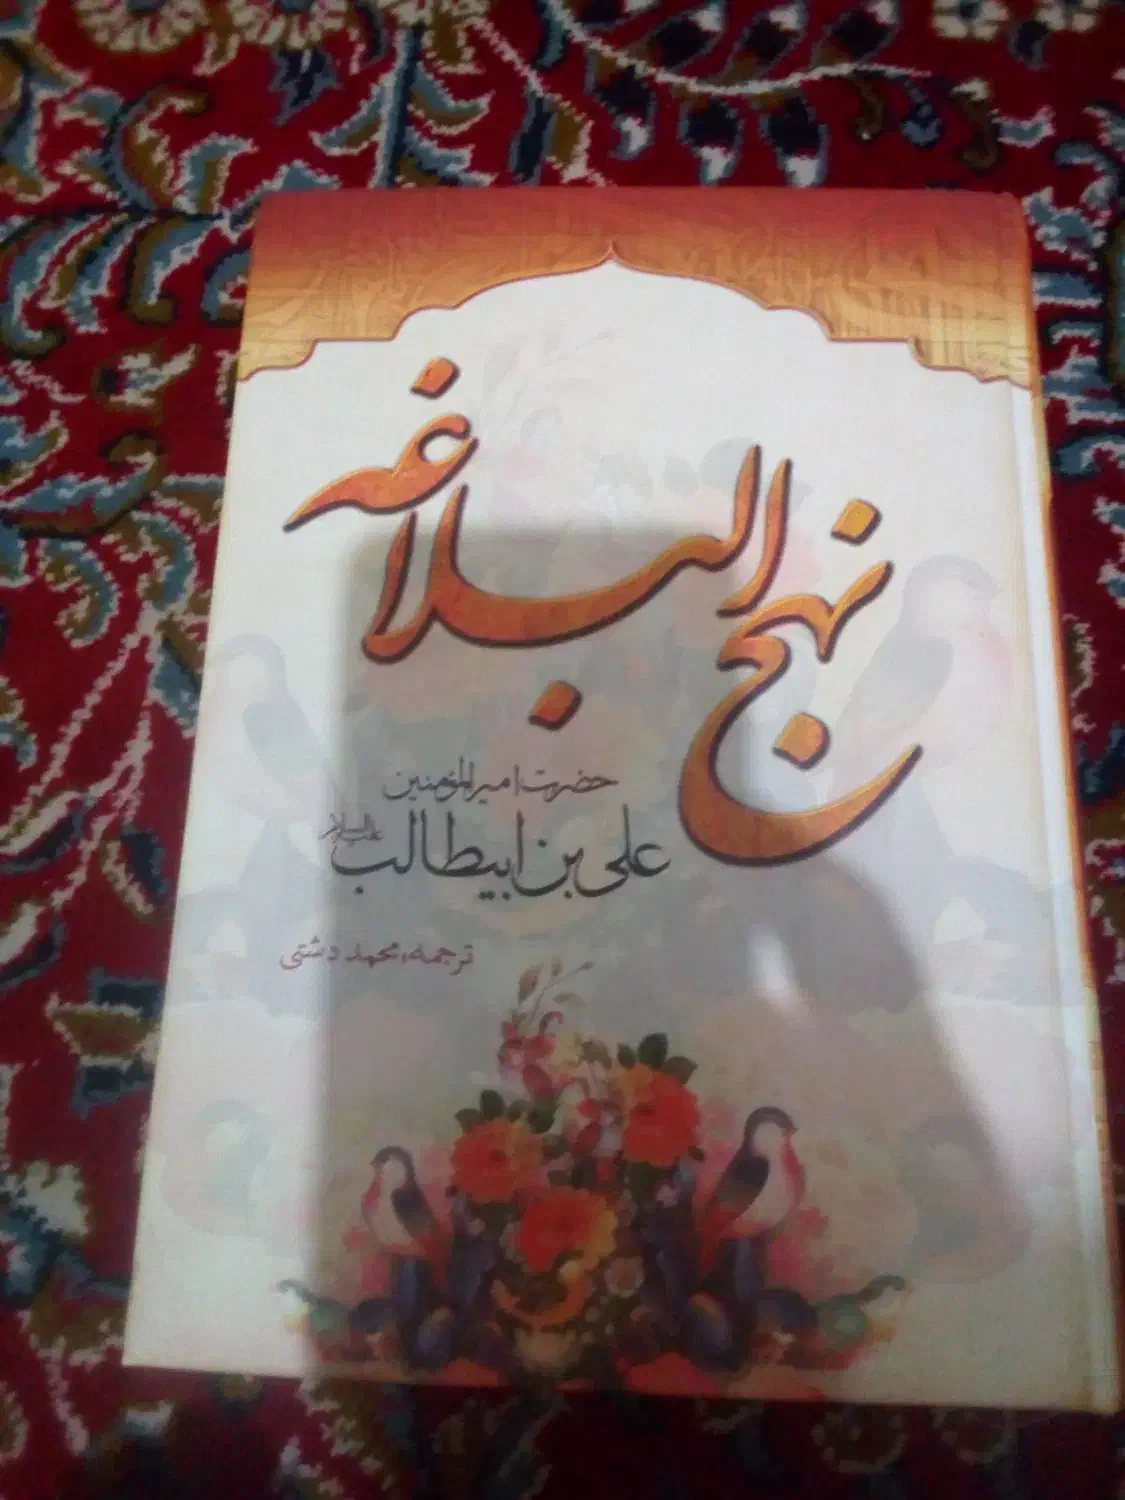 نهج البلاغه
حضرت امیرالمؤمنین
علی بن ابیطالب علیه‌السلام
ترجمه، محمد دشتی